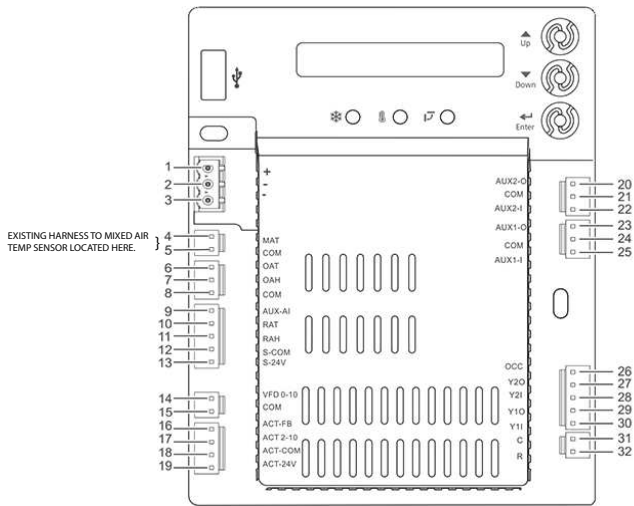 Up
Down
Enter
1
2
3
EXISTING HARNESS TO MIXED AIR
TEMP SENSOR LOCATED HERE. }
4
5
6
7
8
9
10
11
12
13
14
15
16
17
18
19
+
-
-
MAT
COM
OAT
OAH
COM
AUX-AI
RAT
RAH
S-COM
S-24V
VFD 0-10
COM
ACT-FB
ACT 2-10
ACT-COM
ACT-24V
AUX2-O
COM
AUX2-I
AUX1-O
COM
AUX1-I
OCC
Y2O
Y2I
Y1O
Y1I
C
R
20
21
22
23
24
25
26
27
28
29
30
31
32